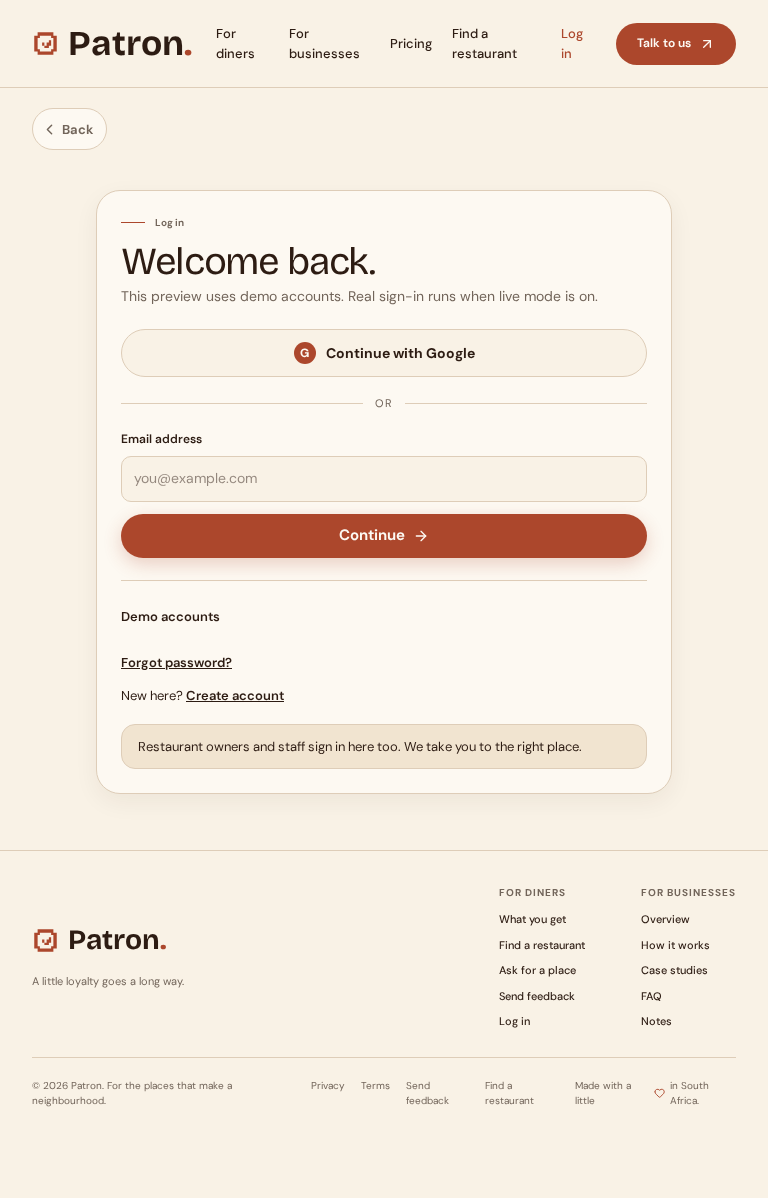 Patron.
For
diners
For
businesses
Pricing
Find a
restaurant
Log
in
Talk to us
Back
Log in
Welcome back.
This preview uses demo accounts. Real sign-in runs when live mode is on.
G
Continue with Google
OR
Email address
you@example.com
Continue
Demo accounts
Forgot password?
New here? Create account
Restaurant owners and staff sign in here too. We take you to the right place.
Patron.
A little loyalty goes a long way.
FOR DINERS
What you get
Find a restaurant
Ask for a place
Send feedback
Log in
FOR BUSINESSES
Overview
How it works
Case studies
FAQ
Notes
© 2026 Patron. For the places that make a
neighbourhood.
Privacy
Terms
Send
feedback
Find a
restaurant
Made with a
little
in South
Africa.